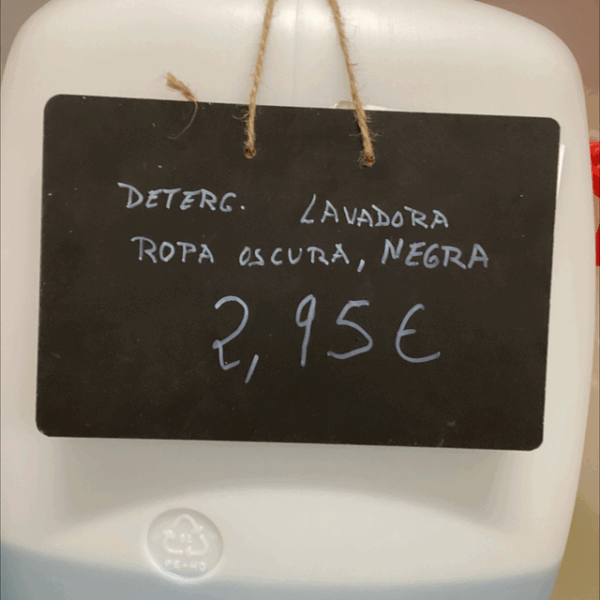 DETERG. LAVADORA
ROPA OSCURA, NEGRA
2,95€